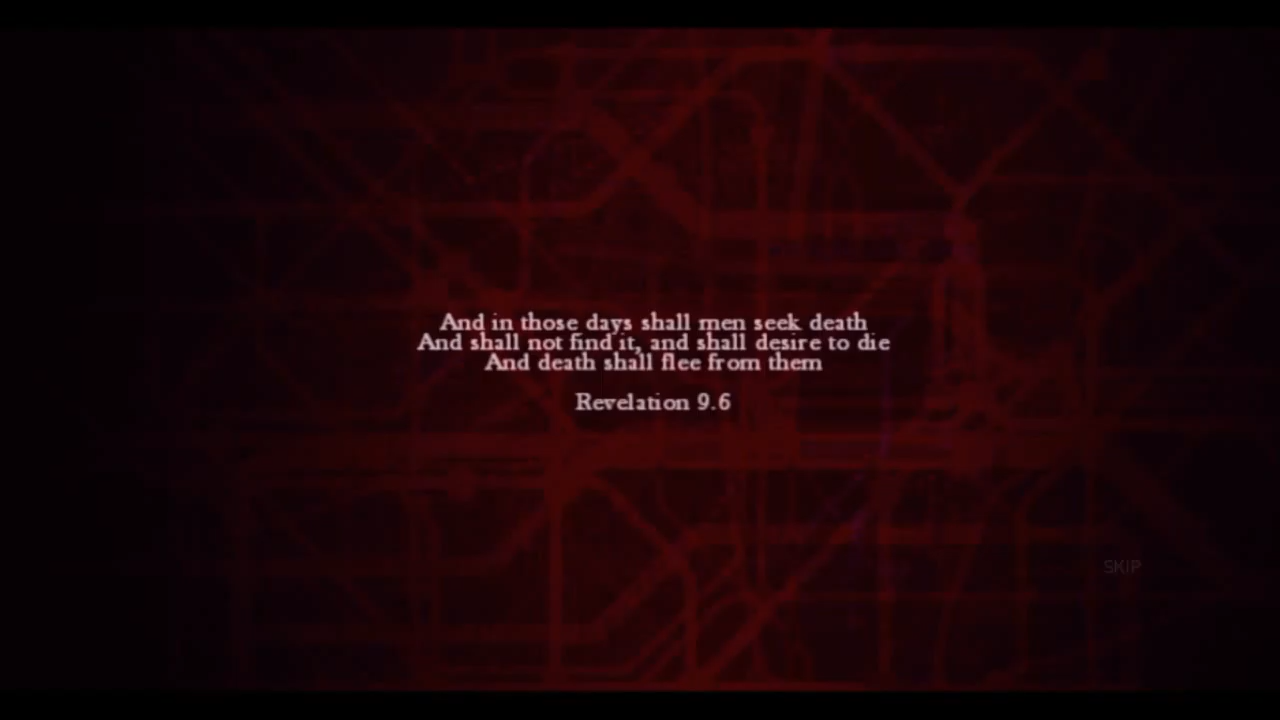 And in those days shall men seek death
And shall not find it, and shall desire to die
And death shall flee from them
Revelation 9.6
SKIP